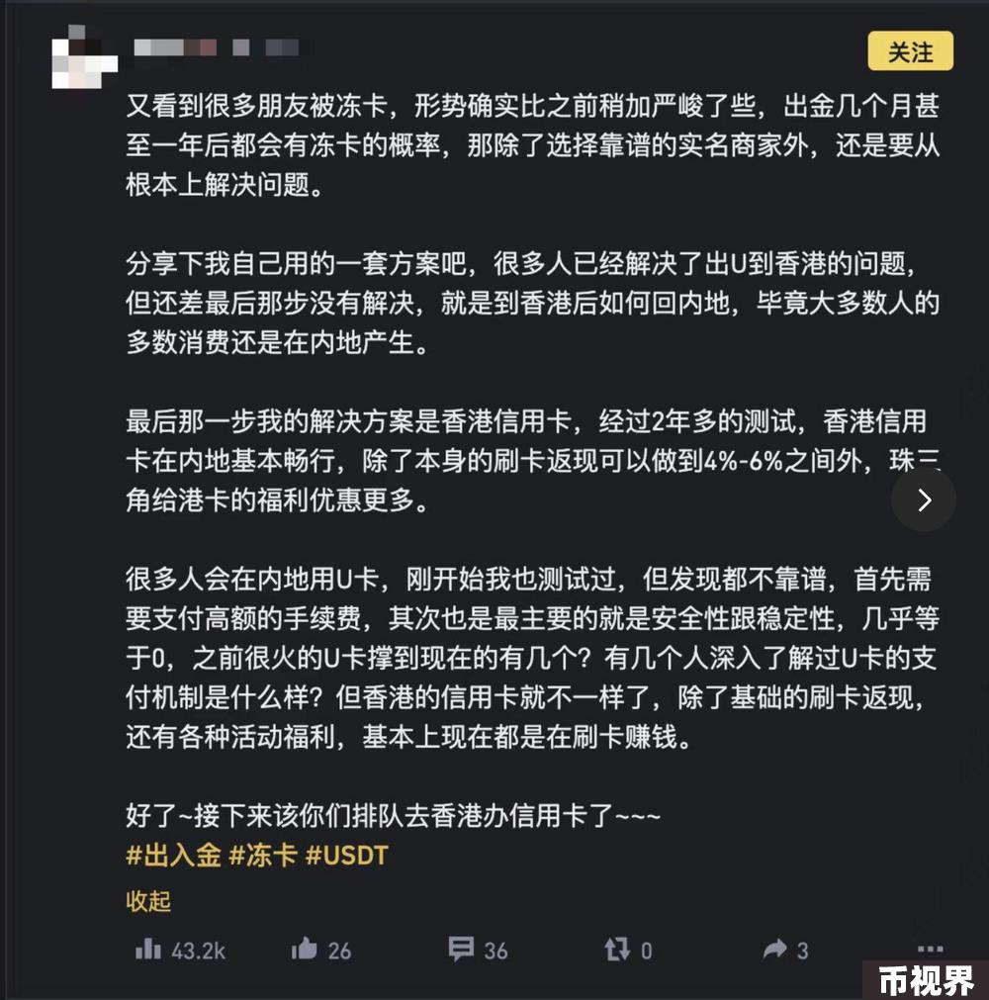 关注
又看到很多朋友被冻卡，形势确实比之前稍加严峻了些，出金几个月甚
至一年后都会有冻卡的概率，那除了选择靠谱的实名商家外，还是要从
根本上解决问题。
分享下我自己用的一套方案吧，很多人已经解决了出U到香港的问题，
但还差最后那步没有解决，就是到香港后如何回内地，毕竟大多数人的
多数消费还是在内地产生。
最后那一步我的解决方案是香港信用卡，经过2年多的测试，香港信用
卡在内地基本畅行，除了本身的刷卡返现可以做到4%-6%之间外，珠三
角给港卡的福利优惠更多。
很多人会在内地用U卡，刚开始我也测试过，但发现都不靠谱，首先需
要支付高额的手续费，其次也是最主要的就是安全性跟稳定性，几乎等
于0，之前很火的U卡撑到现在的有几个？有几个人深入了解过U卡的支
付机制是什么样？但香港的信用卡就不一样了，除了基础的刷卡返现，
还有各种活动福利，基本上现在都是在刷卡赚钱。
好了~接下来该你们排队去香港办信用卡了~~~
#出入金 #冻卡 #USDT
收起
43.2k 26 36 0 3
币视界